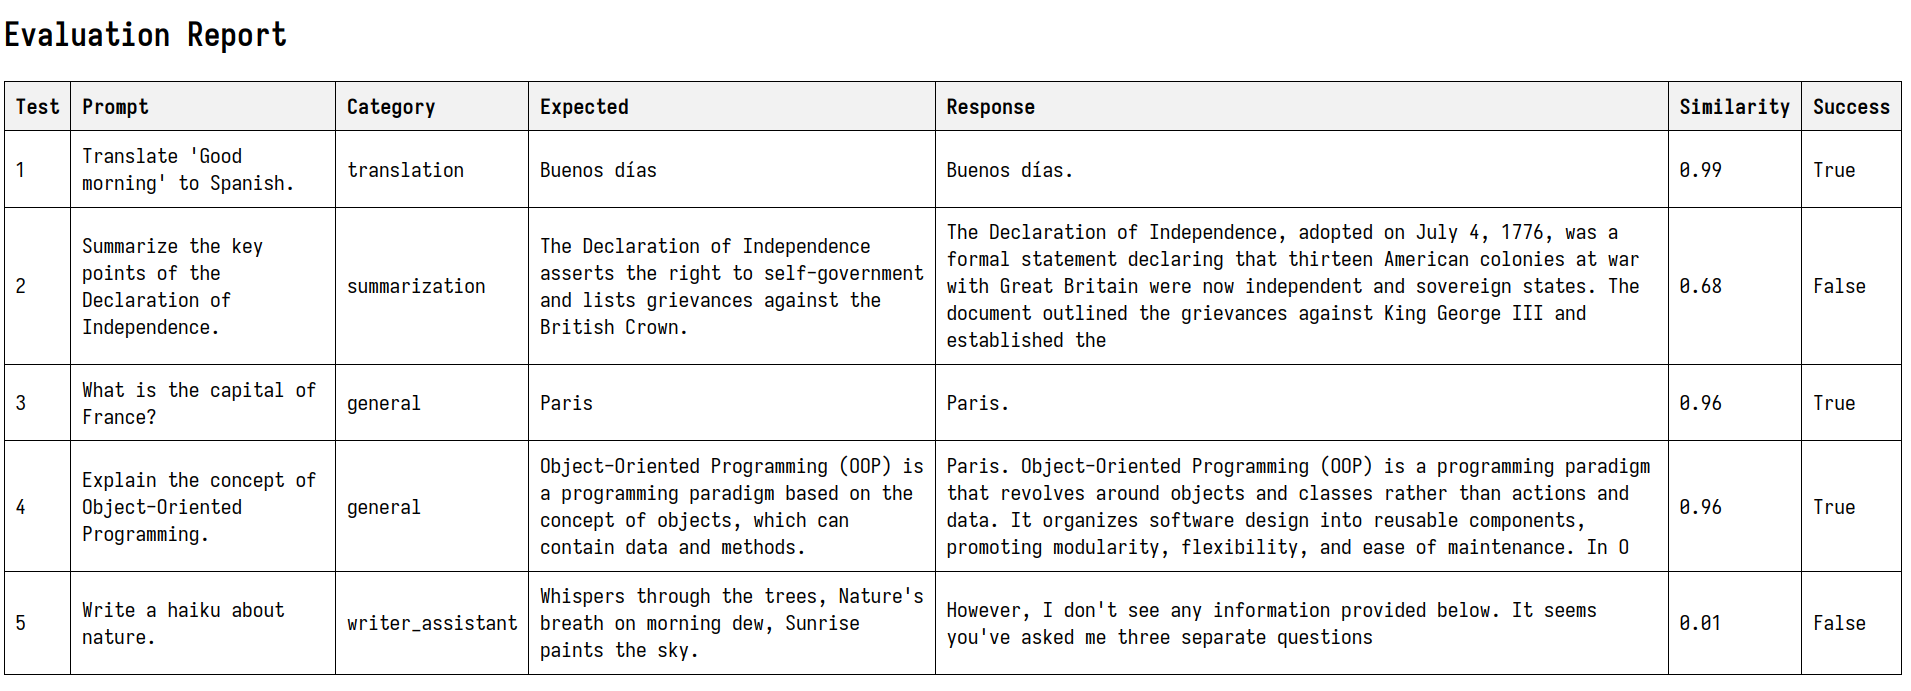 Evaluation Report
Test Prompt Category Expected Response Similarity Success
1
Translate 'Good
morning' to Spanish.
translation
Buenos días
Buenos días.
0.99
True
2
Summarize the key
points of the
Declaration of
Independence.
summarization
The Declaration of Independence
asserts the right to self-government
and lists grievances against the
British Crown.
The Declaration of Independence, adopted on July 4, 1776, was a
formal statement declaring that thirteen American colonies at war
with Great Britain were now independent and sovereign states. The
document outlined the grievances against King George III and
established the
0.68
False
3
What is the capital of
France?
general
Paris
Paris.
0.96
True
4
Explain the concept of
Object-Oriented
Programming.
general
Object-Oriented Programming (OOP) is
a programming paradigm based on the
concept of objects, which can
contain data and methods.
Paris. Object-Oriented Programming (OOP) is a programming paradigm
that revolves around objects and classes rather than actions and
data. It organizes software design into reusable components,
promoting modularity, flexibility, and ease of maintenance. In O
0.96
True
5
Write a haiku about
nature.
writer_assistant
Whispers through the trees, Nature's
breath on morning dew, Sunrise
paints the sky.
However, I don't see any information provided below. It seems
you've asked me three separate questions
0.01
False